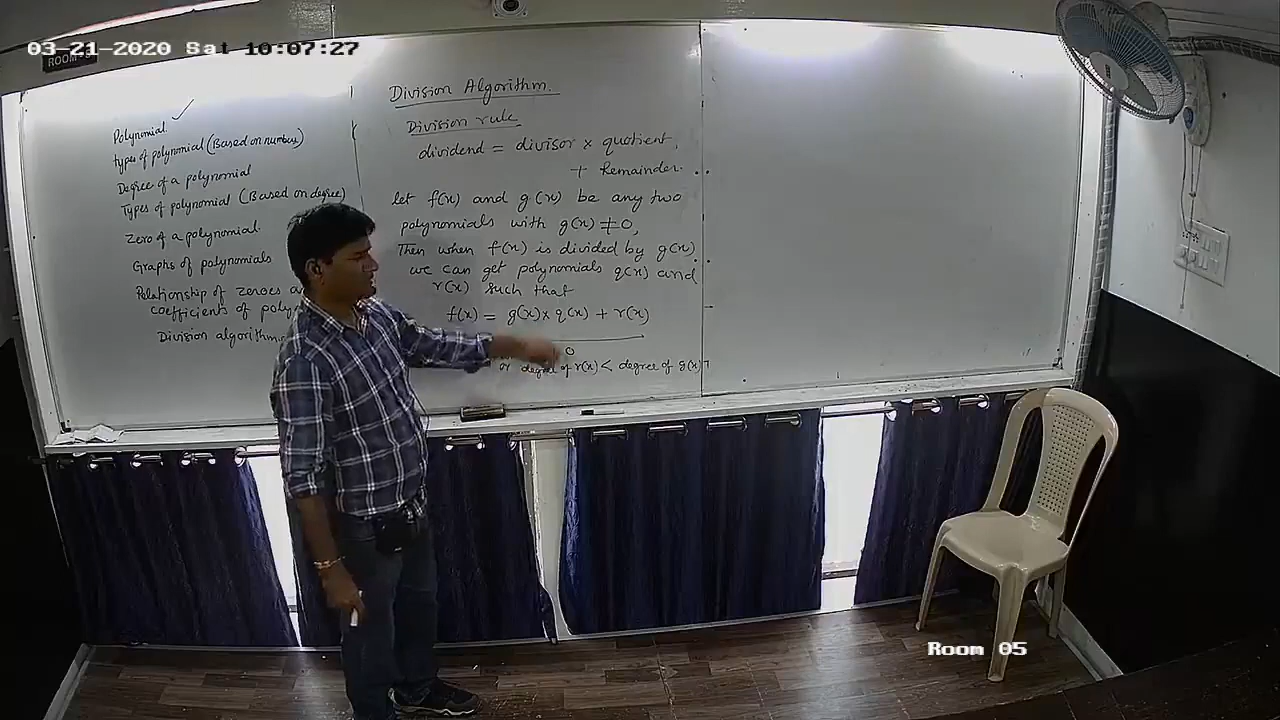 03-21-2020 Sat 10:07:27
ROOM-5
Polynomial ✓
Types of polynomial (Based on number)
Degree of a polynomial
Types of polynomial (Based on degree)
Zero of a polynomial.
Graphs of polynomials
Relationship of zeroes
coefficients of
Division algorithm
Division Algorithm.
Division rule
dividend = divisor × quotient
+ Remainder.
let f(x) and g(x) be any two
polynomials with g(x) ≠ 0,
Then when f(x) is divided by g(x)
we can get polynomials q(x) and
r(x) such that
f(x) = g(x) × q(x) + r(x)
0
or degree of r(x) < degree of g(x)
Room 05